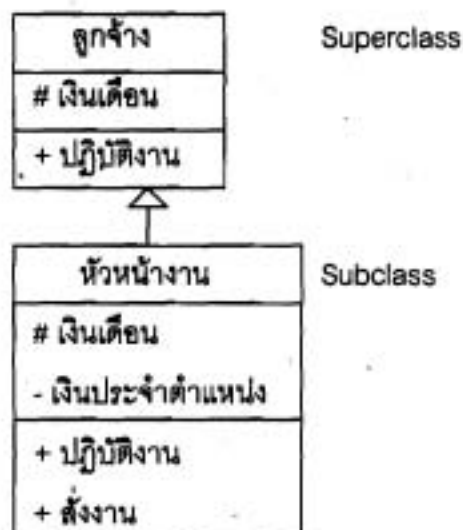 ลูกจ้าง
Superclass
# เงินเดือน
+ ปฏิบัติงาน
หัวหน้างาน
Subclass
# เงินเดือน
- เงินประจำตำแหน่ง
+ ปฏิบัติงาน
+ สั่งงาน